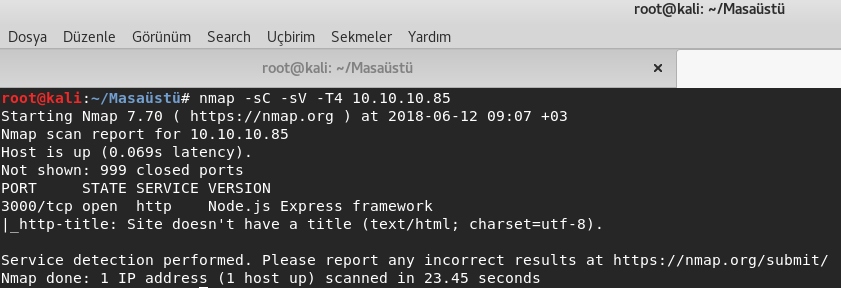 root@kali: ~/Masaüstü
Dosya Düzenle Görünüm Search Uçbirim Sekmeler Yardım
root@kali: ~/Masaüstü ×
root@kali:~/Masaüstü# nmap -sC -sV -T4 10.10.10.85
Starting Nmap 7.70 ( https://nmap.org ) at 2018-06-12 09:07 +03
Nmap scan report for 10.10.10.85
Host is up (0.069s latency).
Not shown: 999 closed ports
PORT     STATE SERVICE VERSION
3000/tcp open  http    Node.js Express framework
|_http-title: Site doesn't have a title (text/html; charset=utf-8).
Service detection performed. Please report any incorrect results at https://nmap.org/submit/
Nmap done: 1 IP address (1 host up) scanned in 23.45 seconds